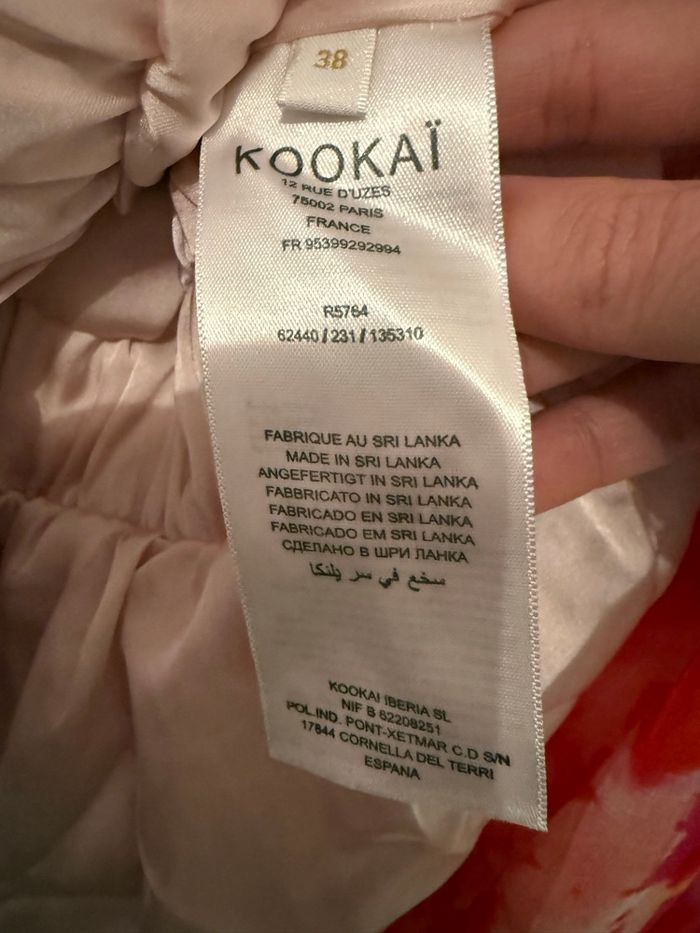 38
KOOKAÏ
12 RUE D'UZES
75002 PARIS
FRANCE
FR 95399292994
R5764
62440/231/135310
FABRIQUE AU SRI LANKA
MADE IN SRI LANKA
ANGEFERTIGT IN SRI LANKA
FABBRICATO IN SRI LANKA
FABRICADO EN SRI LANKA
FABRICADO EM SRI LANKA
СДЕЛАНО В ШРИ ЛАНКА
سخع في سر يلنكا
KOOKAI IBERIA SL
NIF B 62208251
POL.IND. PONT-XETMAR C.D S/N
17844 CORNELLA DEL TERRI
ESPANA